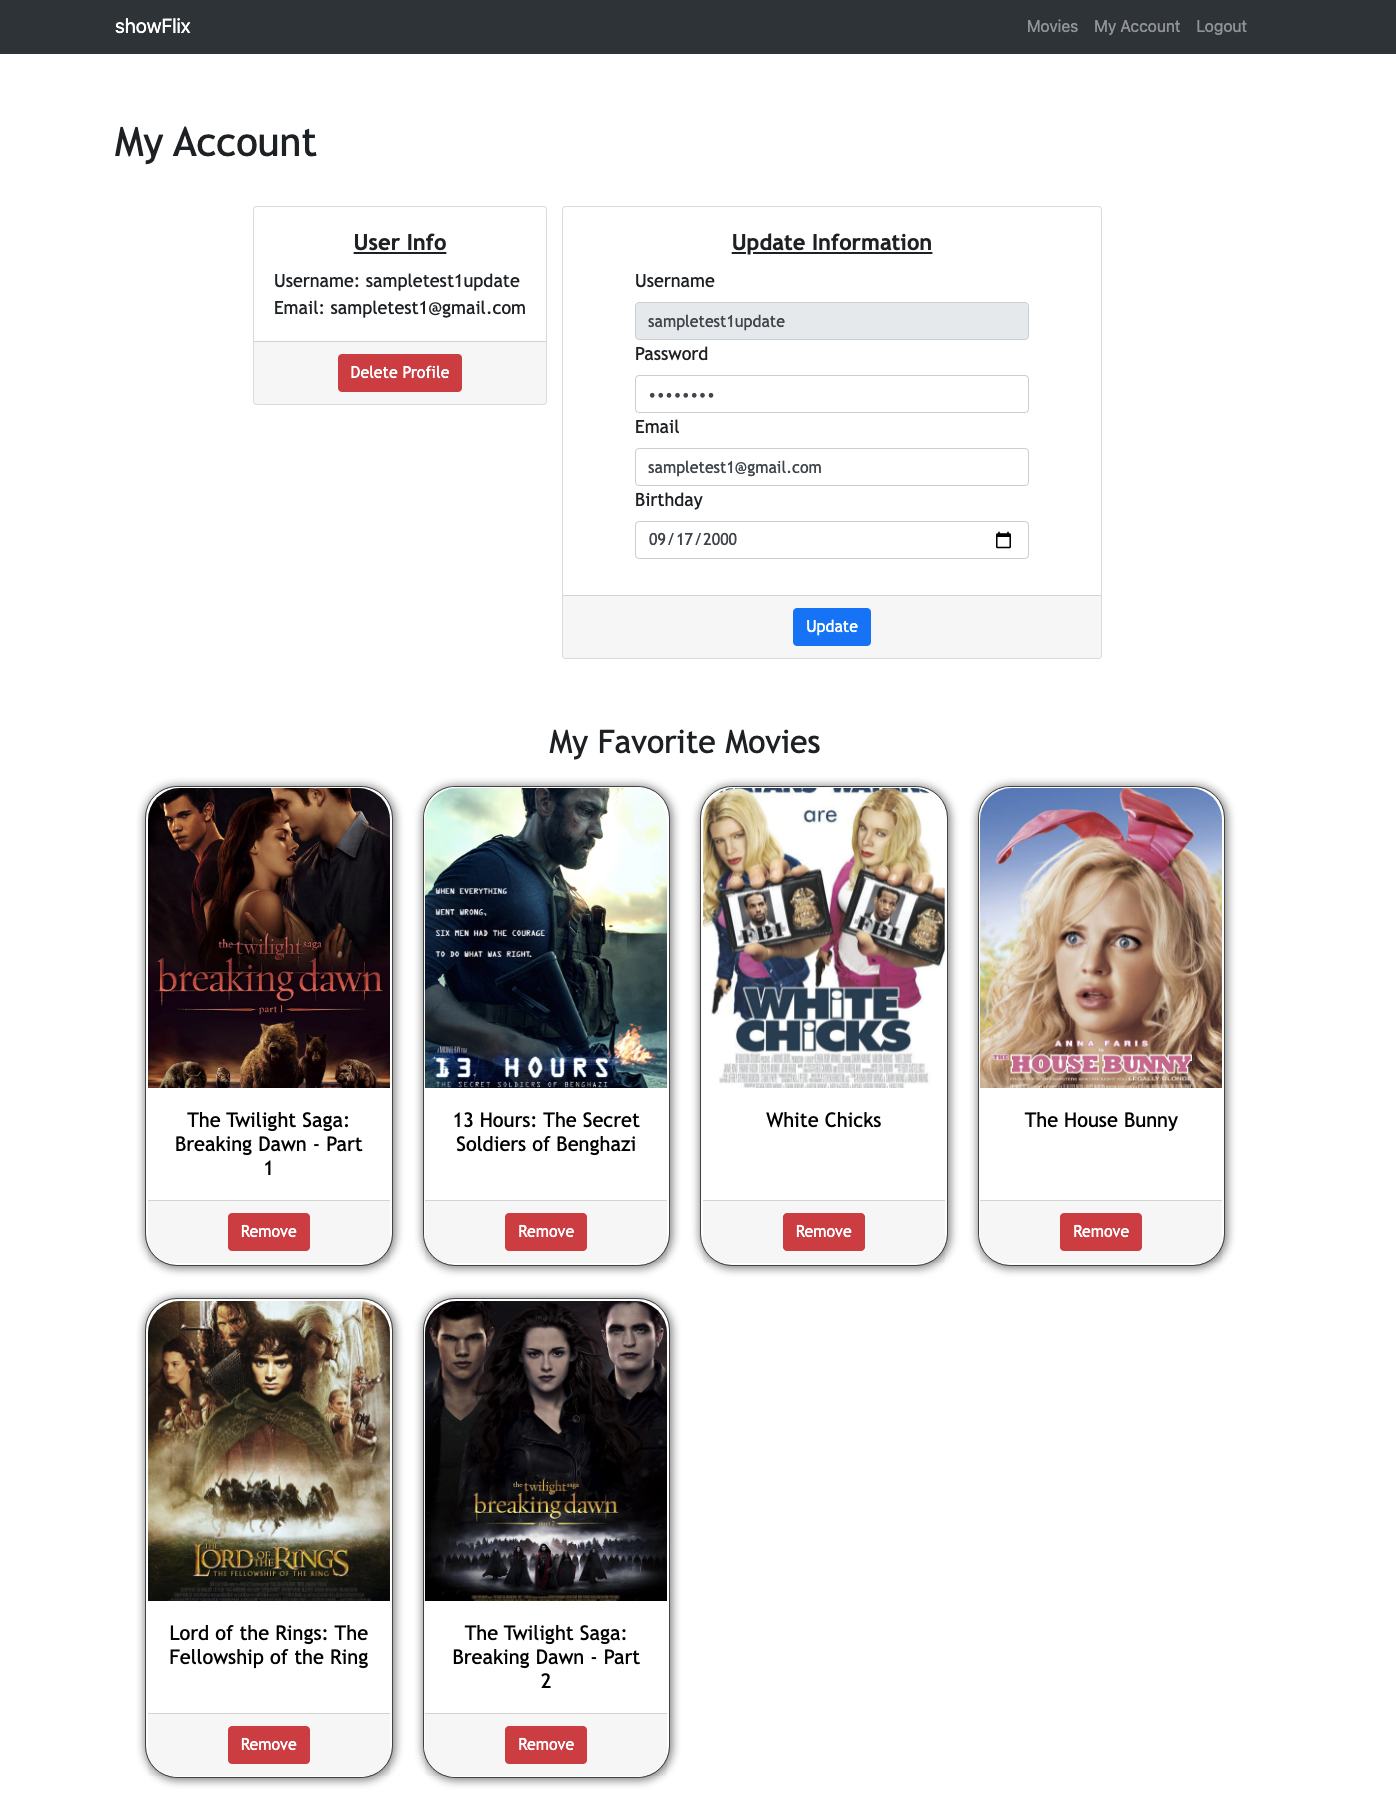 showFlix
Movies My Account Logout
My Account
User Info
Username: sampletest1update
Email: sampletest1@gmail.com
Delete Profile
Update Information
Username
sampletest1update
Password
••••••••
Email
sampletest1@gmail.com
Birthday
09/17/2000
Update
My Favorite Movies
the twilight saga
breaking dawn
part 1
The Twilight Saga:
Breaking Dawn - Part
1
Remove
WHEN EVERYTHING
WENT WRONG,
SIX MEN HAD THE COURAGE
TO DO WHAT WAS RIGHT.
13 HOURS
THE SECRET SOLDIERS OF BENGHAZI
13 Hours: The Secret
Soldiers of Benghazi
Remove
are
FBI
FBI
WHiTE
CHiCKS
White Chicks
Remove
ANNA FARIS
THE HOUSE BUNNY
The House Bunny
Remove
THE
LORD OF THE RINGS
THE FELLOWSHIP OF THE RING
Lord of the Rings: The
Fellowship of the Ring
Remove
the twilight saga
breaking dawn
part 2
The Twilight Saga:
Breaking Dawn - Part
2
Remove